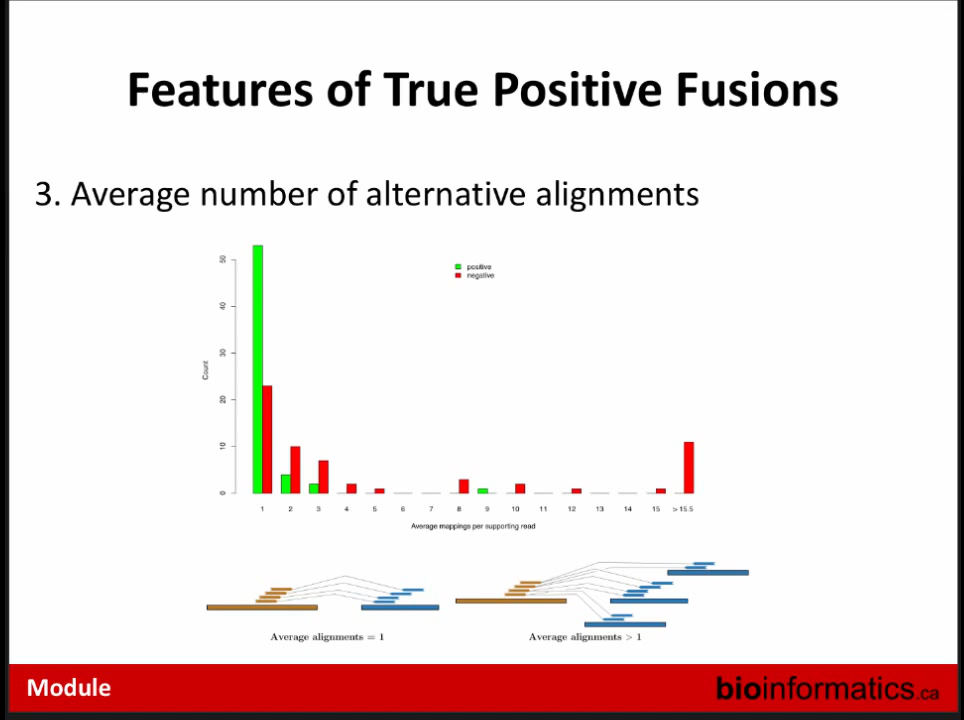 Features of True Positive Fusions
3. Average number of alternative alignments
positive
negative
50
40
30
20
10
0
Count
1 2 3 4 5 6 7 8 9 10 11 12 13 14 15 > 15.5
Average mappings per supporting read
Average alignments = 1
Average alignments > 1
Module
bioinformatics.ca